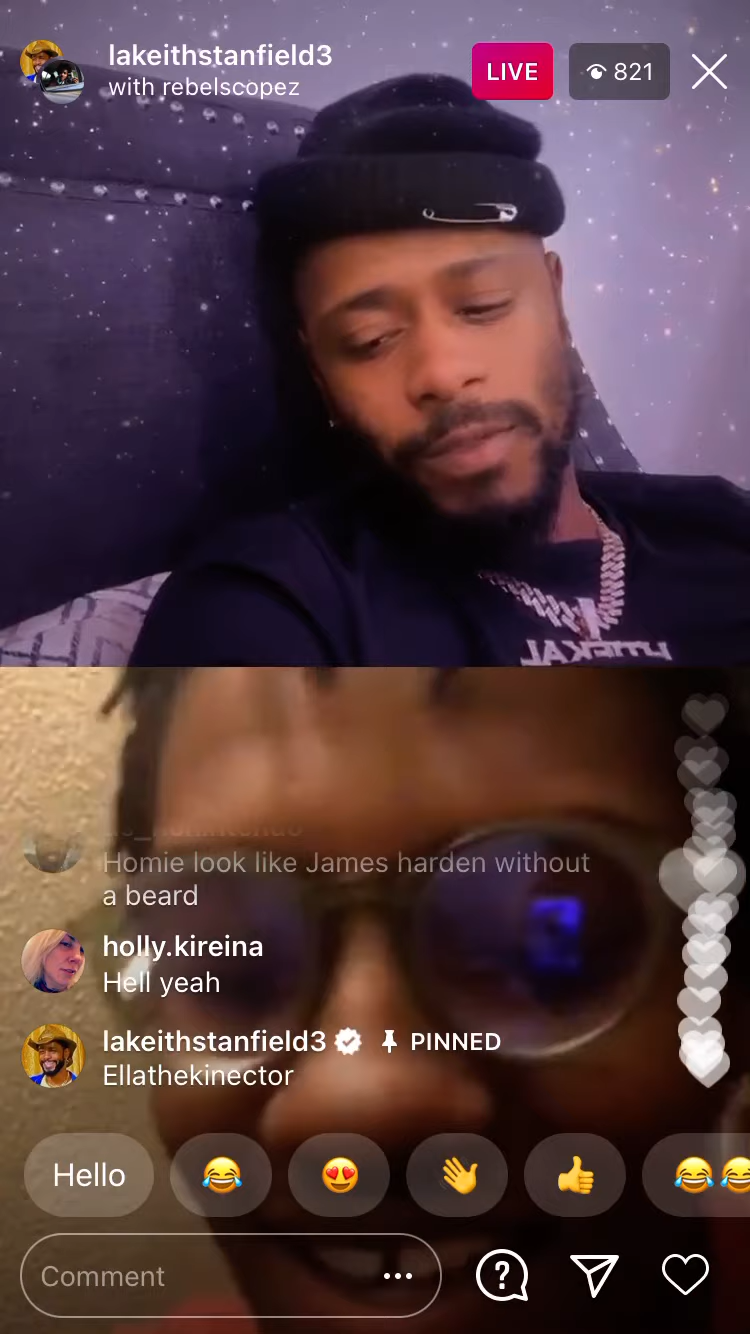 lakeithstanfield3
with rebelscopez
LIVE
821
Homie look like James harden without
a beard
holly.kireina
Hell yeah
lakeithstanfield3 PINNED
Ellathekinector
Hello
Comment